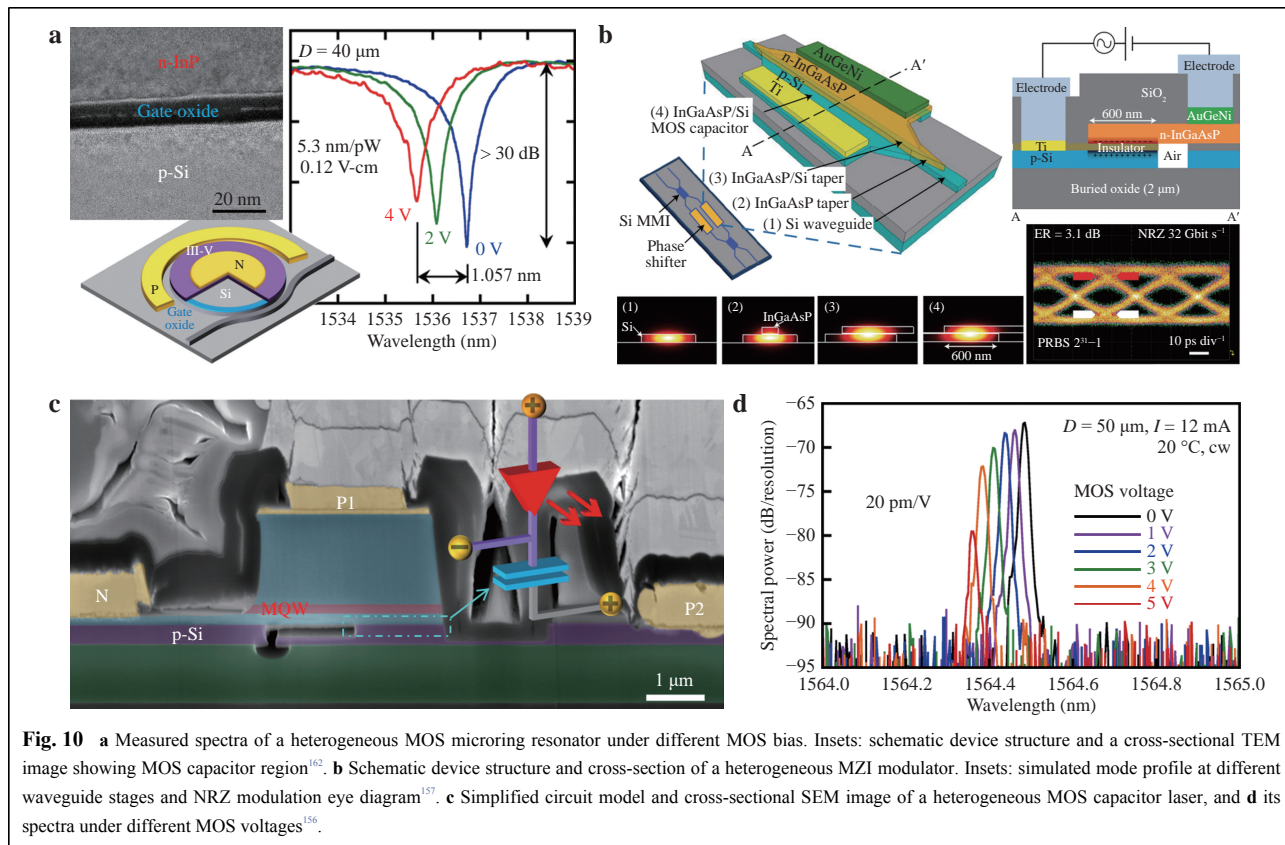 a
n-InP
Gate oxide
p-Si
20 nm
III-V
N
P
Si
Gate
oxide
D = 40 μm
5.3 nm/pW
0.12 V-cm
> 30 dB
4 V
2 V
0 V
1.057 nm
1534 1535 1536 1537 1538 1539
Wavelength (nm)
b
AuGeNi
n-InGaAsP
p-Si
Ti
A′
A
(4) InGaAsP/Si
MOS capacitor
(3) InGaAsP/Si taper
(2) InGaAsP taper
(1) Si waveguide
Si MMI
Phase
shifter
Electrode
Electrode
SiO2
600 nm
AuGeNi
n-InGaAsP
Ti
Insulator
p-Si
Air
Buried oxide (2 μm)
A
A′
(1)
Si
(2)
InGaAsP
(3)
(4)
600 nm
ER = 3.1 dB
NRZ 32 Gbit s⁻¹
PRBS 2³¹−1
10 ps div⁻¹
c
P1
N
MQW
p-Si
P2
+
−
+
1 μm
d
−65
−70
−75
−80
−85
−90
−95
Spectral power (dB/resolution)
D = 50 μm, I = 12 mA
20 °C, cw
20 pm/V
MOS voltage
0 V
1 V
2 V
3 V
4 V
5 V
1564.0 1564.2 1564.4 1564.6 1564.8 1565.0
Wavelength (nm)
Fig. 10 a Measured spectra of a heterogeneous MOS microring resonator under different MOS bias. Insets: schematic device structure and a cross-sectional TEM
image showing MOS capacitor region¹⁶². b Schematic device structure and cross-section of a heterogeneous MZI modulator. Insets: simulated mode profile at different
waveguide stages and NRZ modulation eye diagram¹⁵⁷. c Simplified circuit model and cross-sectional SEM image of a heterogeneous MOS capacitor laser, and d its
spectra under different MOS voltages¹⁵⁶.